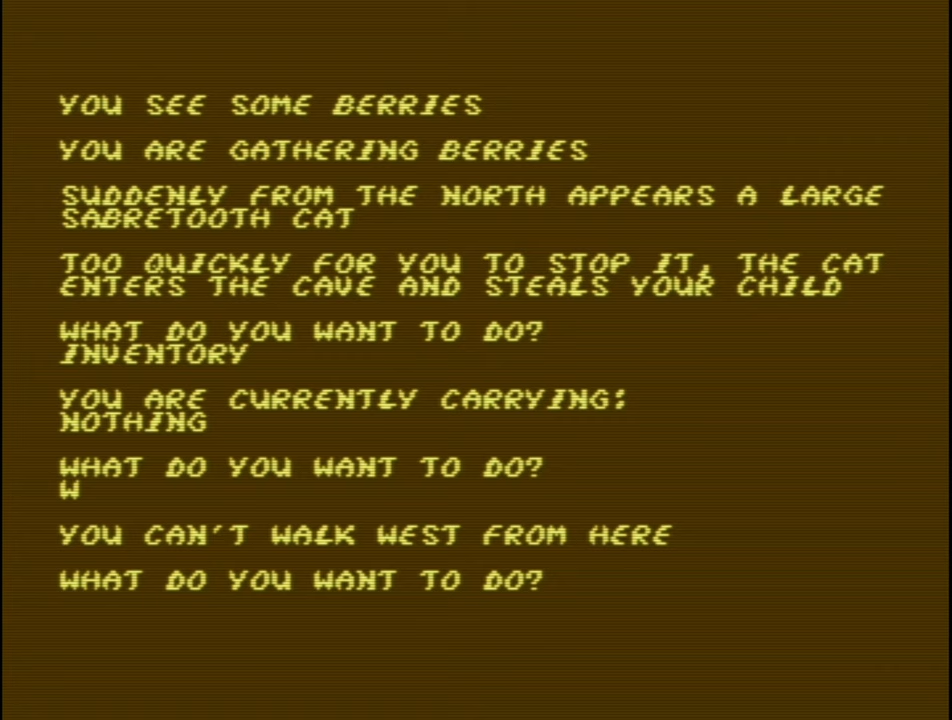 YOU SEE SOME BERRIES
YOU ARE GATHERING BERRIES
SUDDENLY FROM THE NORTH APPEARS A LARGE
SABRETOOTH CAT
TOO QUICKLY FOR YOU TO STOP IT, THE CAT
ENTERS THE CAVE AND STEALS YOUR CHILD
WHAT DO YOU WANT TO DO?
INVENTORY
YOU ARE CURRENTLY CARRYING:
NOTHING
WHAT DO YOU WANT TO DO?
W
YOU CAN'T WALK WEST FROM HERE
WHAT DO YOU WANT TO DO?